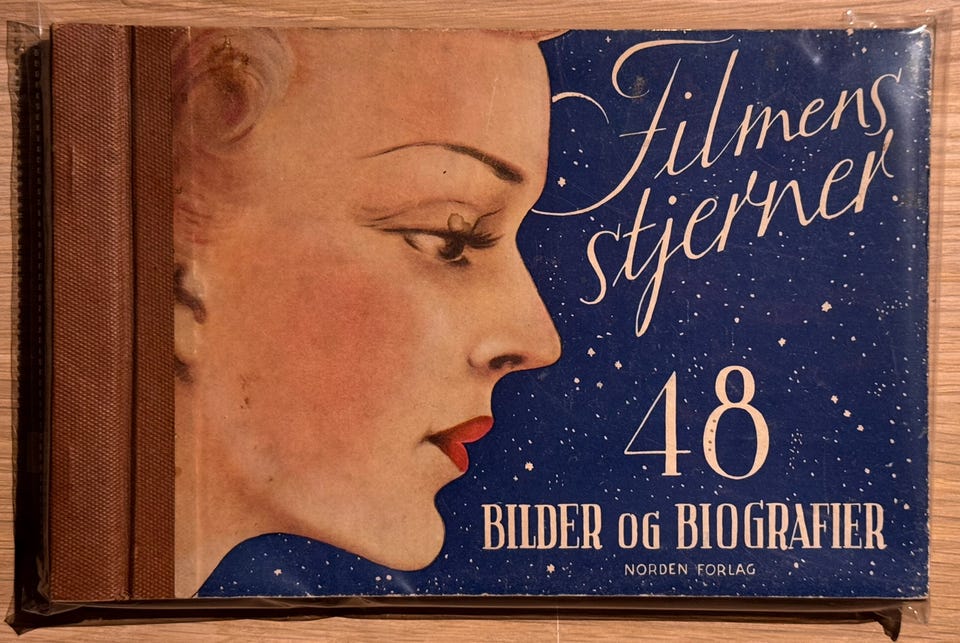 Filmens
stjerner
48
BILDER OG BIOGRAFIER
NORDEN FORLAG